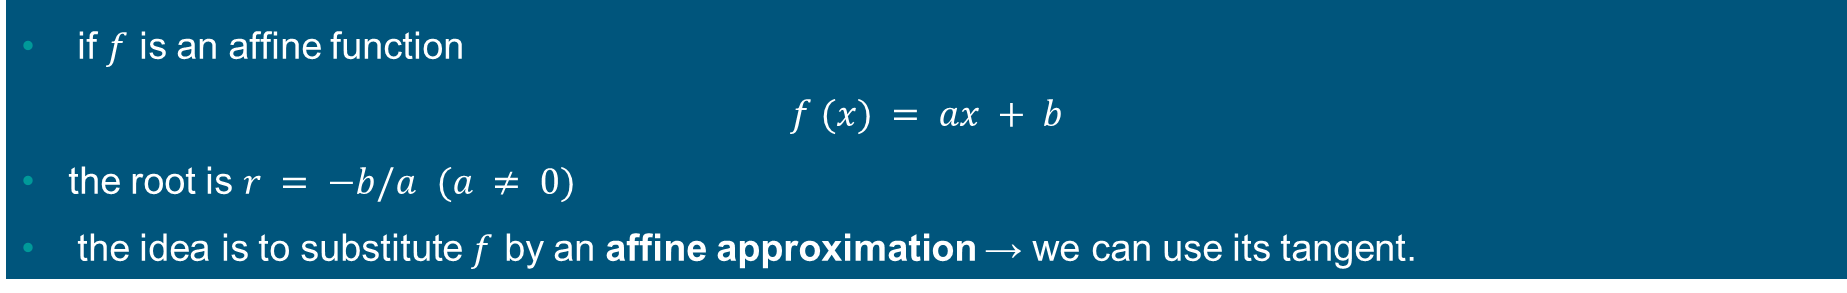 • if f is an affine function
f (x) = ax + b
• the root is r = −b/a (a ≠ 0)
• the idea is to substitute f by an affine approximation → we can use its tangent.